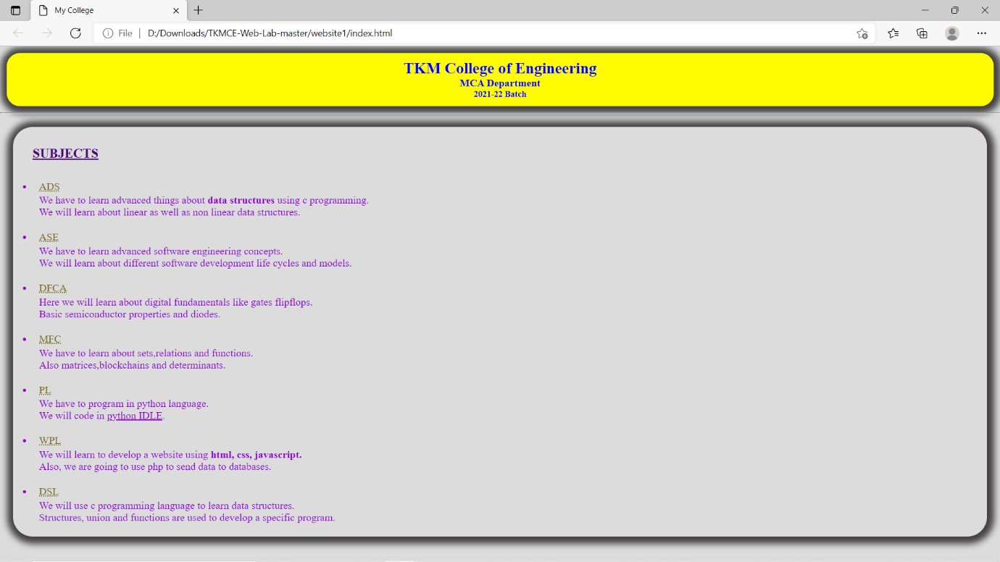 My College
File
D:/Downloads/TKMCE-Web-Lab-master/website1/index.html
TKM College of Engineering
MCA Department
2021-22 Batch
SUBJECTS
• ADS
We have to learn advanced things about data structures using c programming.
We will learn about linear as well as non linear data structures.
• ASE
We have to learn advanced software engineering concepts.
We will learn about different software development life cycles and models.
• DFCA
Here we will learn about digital fundamentals like gates flipflops.
Basic semiconductor properties and diodes.
• MFC
We have to learn about sets,relations and functions.
Also matrices,blockchains and determinants.
• PL
We have to program in python language.
We will code in python IDLE.
• WPL
We will learn to develop a website using html, css, javascript.
Also, we are going to use php to send data to databases.
• DSL
We will use c programming language to learn data structures.
Structures, union and functions are used to develop a specific program.